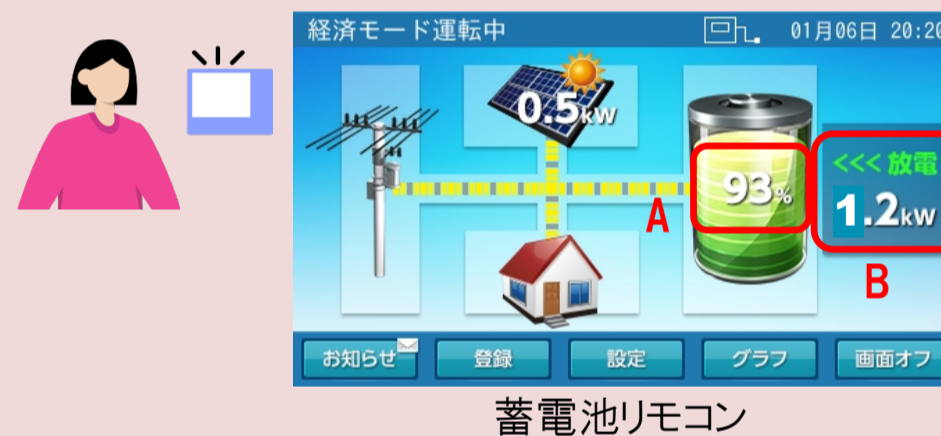 経済モード運転中
01月06日 20:20
0.5kW
93%
A
<<< 放電
1.2kW
B
お知らせ
登録
設定
グラフ
画面オフ
蓄電池リモコン